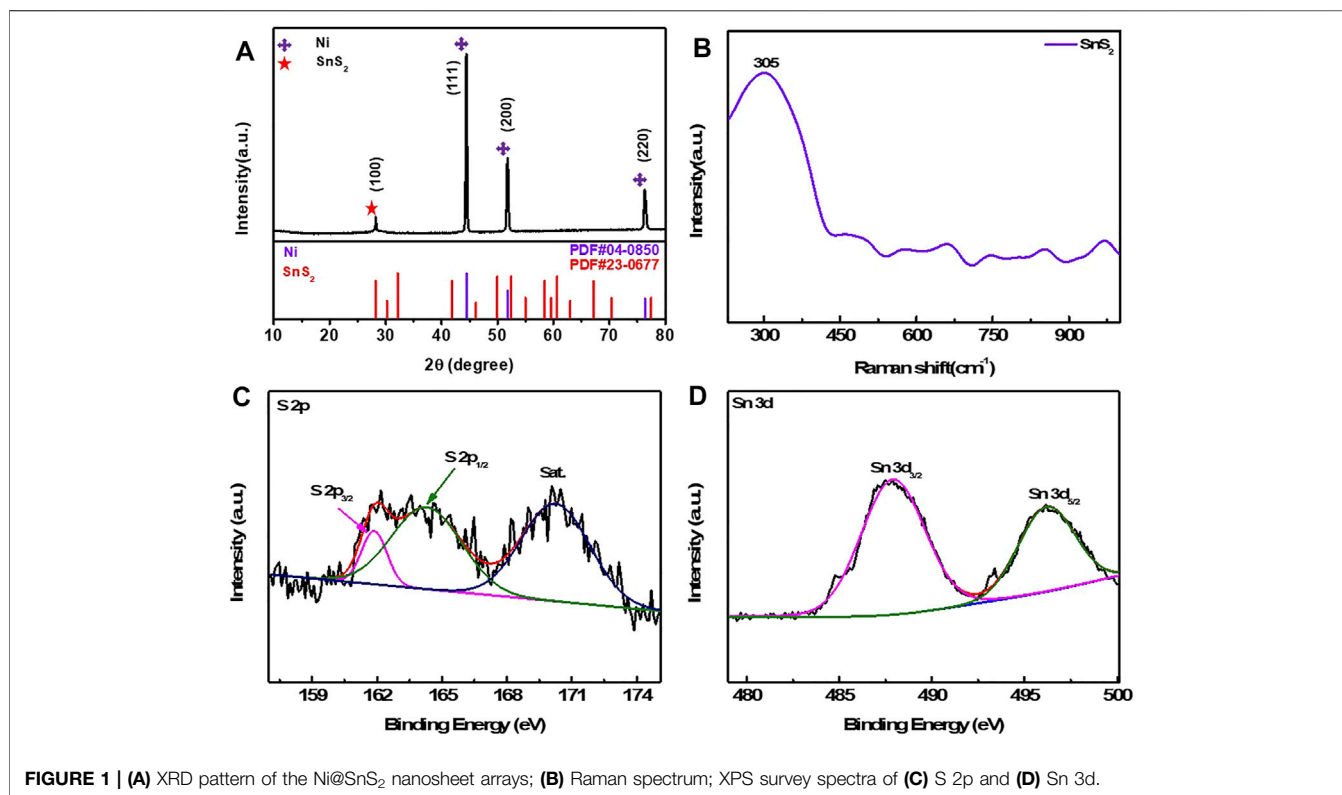 A
Ni
SnS₂
(100)
(111)
(200)
(220)
Intensity(a.u.)
Ni
PDF#04-0850
SnS₂
PDF#23-0677
10 20 30 40 50 60 70 80
2θ (degree)
B
SnS₂
305
Intensity(a.u.)
300 450 600 750 900
Raman shift(cm⁻¹)
C
S 2p
S 2p₃/₂
S 2p₁/₂
Sat.
Intensity (a.u.)
159 162 165 168 171 174
Binding Energy (eV)
D
Sn 3d
Sn 3d₃/₂
Sn 3d₅/₂
Intensity (a.u.)
480 485 490 495 500
Binding Energy (eV)
FIGURE 1 | (A) XRD pattern of the Ni@SnS₂ nanosheet arrays; (B) Raman spectrum; XPS survey spectra of (C) S 2p and (D) Sn 3d.